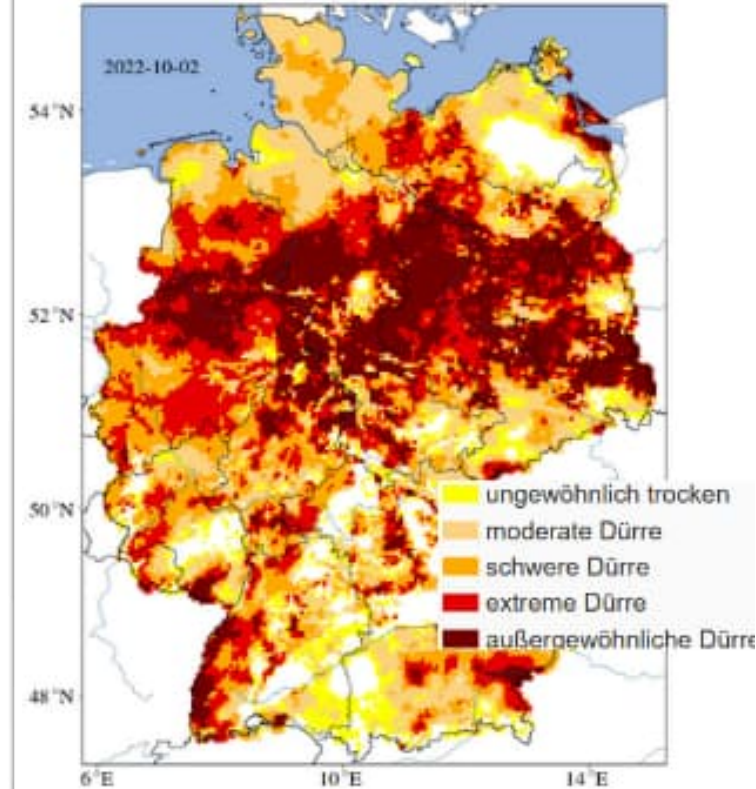 2022-10-02
54°N
52°N
50°N
48°N
ungewöhnlich trocken
moderate Dürre
schwere Dürre
extreme Dürre
außergewöhnliche Dürre
6°E
10°E
14°E